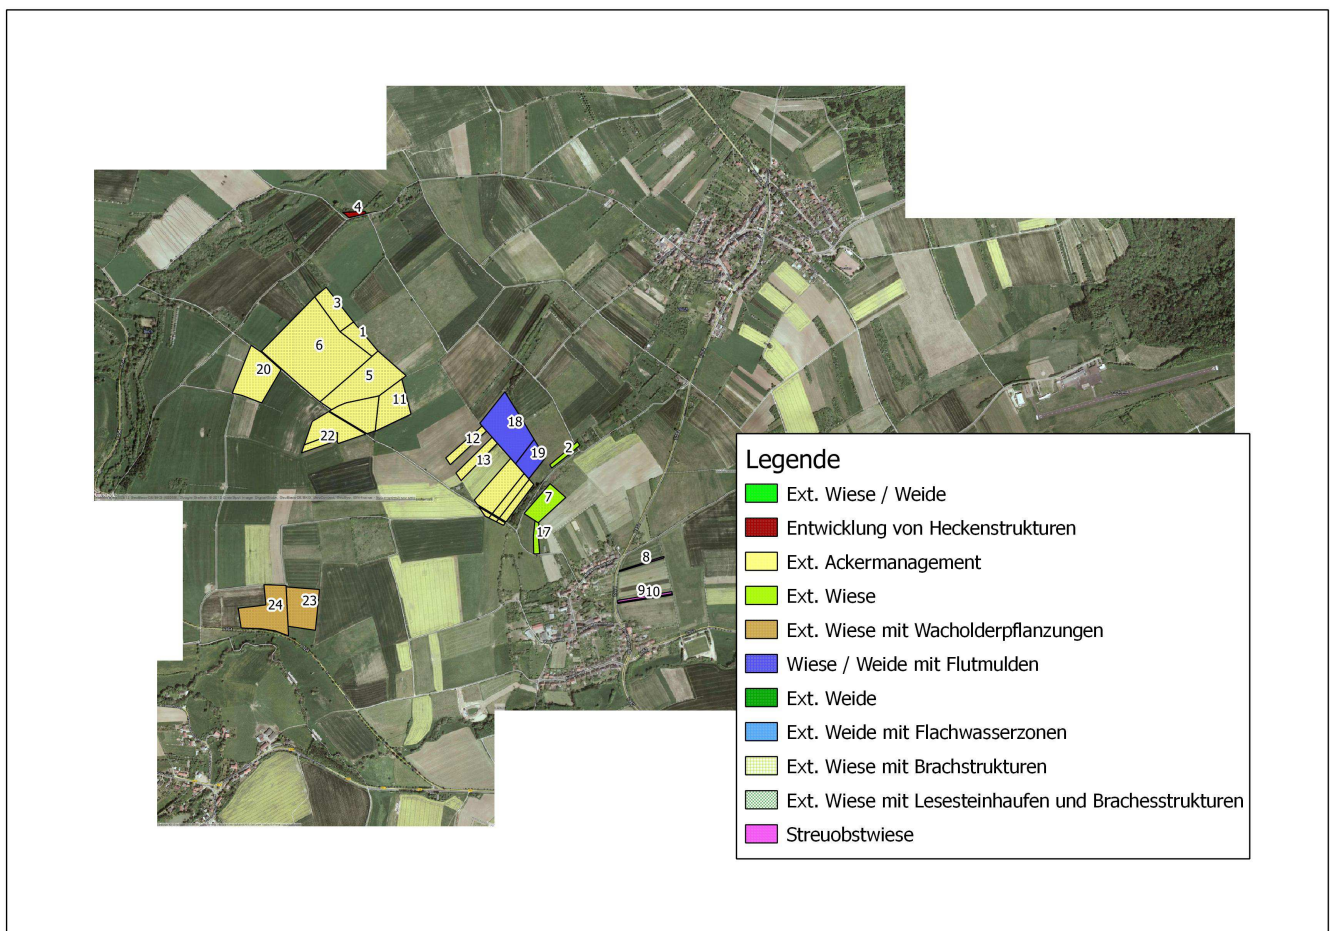 4
3
1
6
20
5
11
22
18
12
2
19
13
7
17
8
9
10
24
23
Legende
Ext. Wiese / Weide
Entwicklung von Heckenstrukturen
Ext. Ackermanagement
Ext. Wiese
Ext. Wiese mit Wacholderpflanzungen
Wiese / Weide mit Flutmulden
Ext. Weide
Ext. Weide mit Flachwasserzonen
Ext. Wiese mit Brachstrukturen
Ext. Wiese mit Lesesteinhaufen und Brachesstrukturen
Streuobstwiese